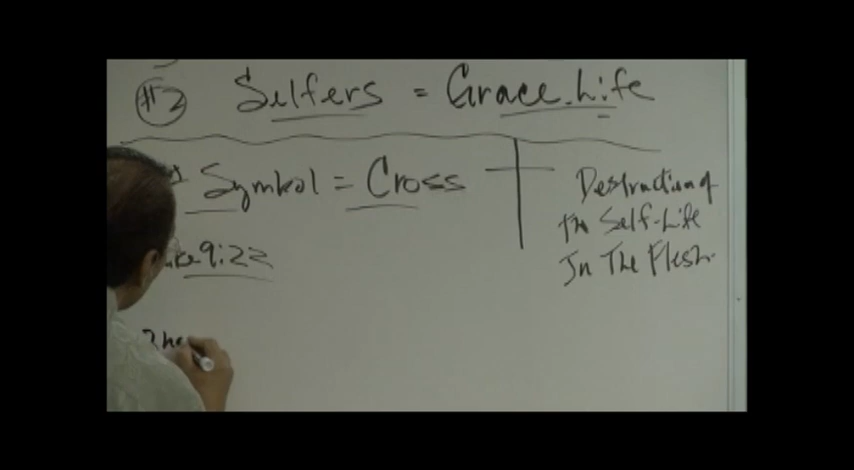 #2 Selfers = Grace-Life
Symbol = Cross
Destruction of
the Self-Life
In The Flesh.
9:22